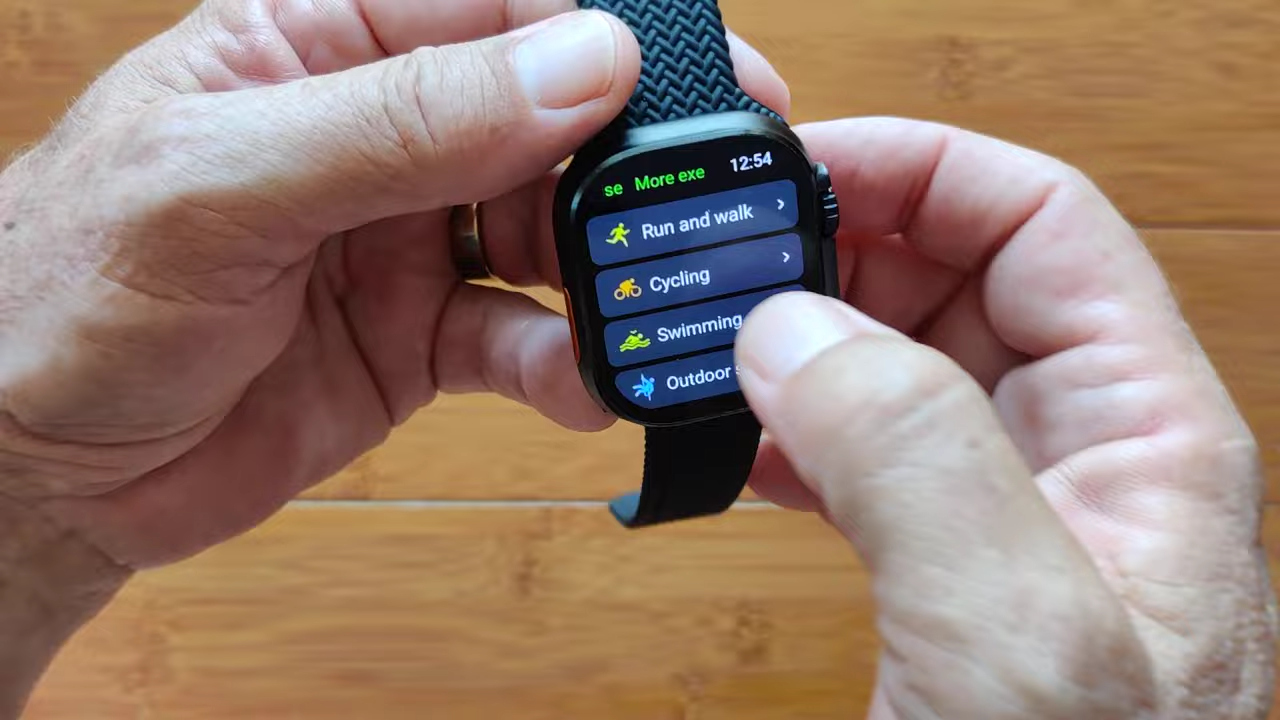 12:54
se More exe
Run and walk
Cycling
Swimming
Outdoor